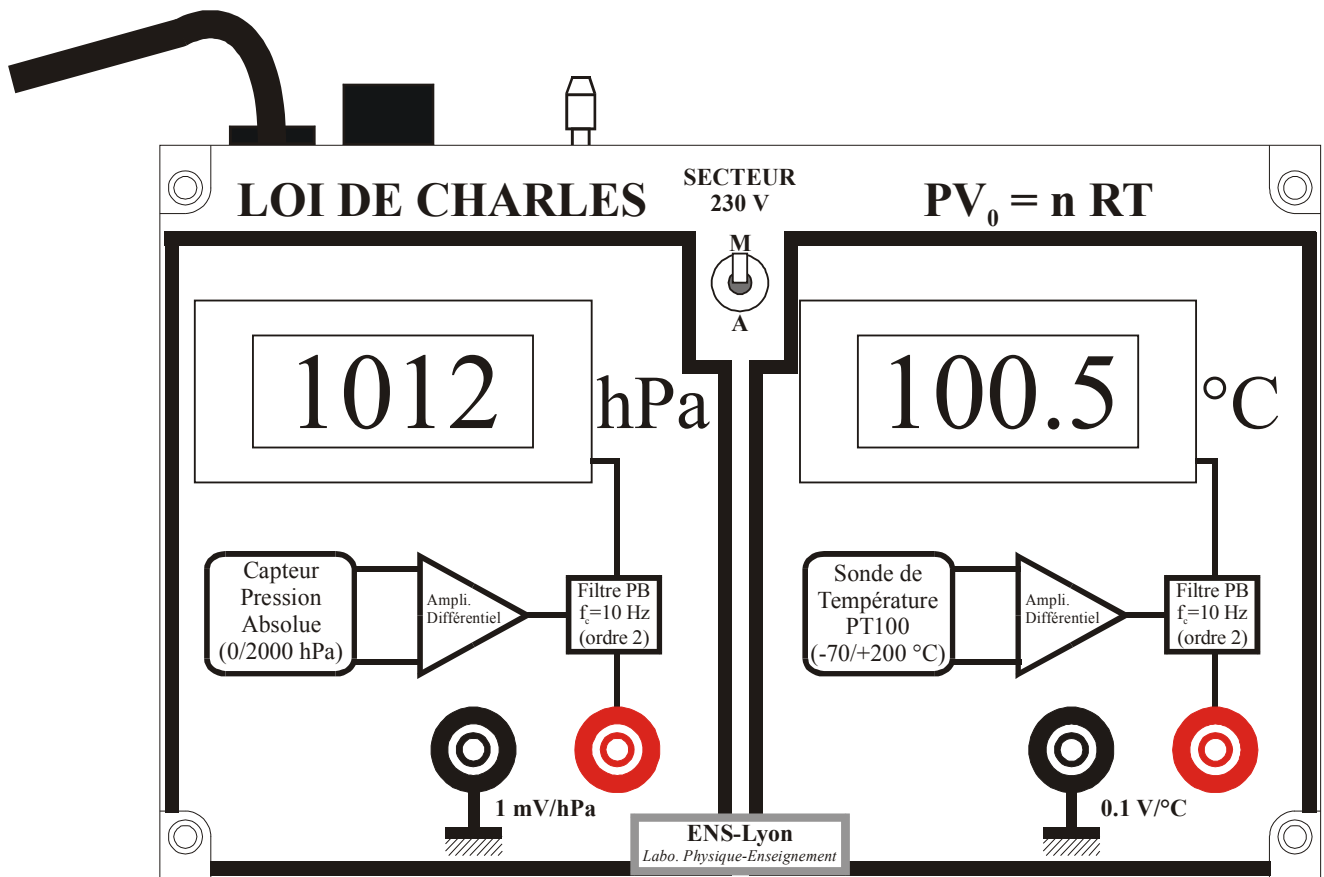 LOI DE CHARLES
SECTEUR
230 V
PV₀ = n RT
M
A
1012
hPa
100.5
°C
Capteur
Pression
Absolue
(0/2000 hPa)
Ampli.
Différentiel
Filtre PB
f꜀=10 Hz
(ordre 2)
Sonde de
Température
PT100
(-70/+200 °C)
Ampli.
Différentiel
Filtre PB
f꜀=10 Hz
(ordre 2)
1 mV/hPa
0.1 V/°C
ENS-Lyon
Labo. Physique-Enseignement